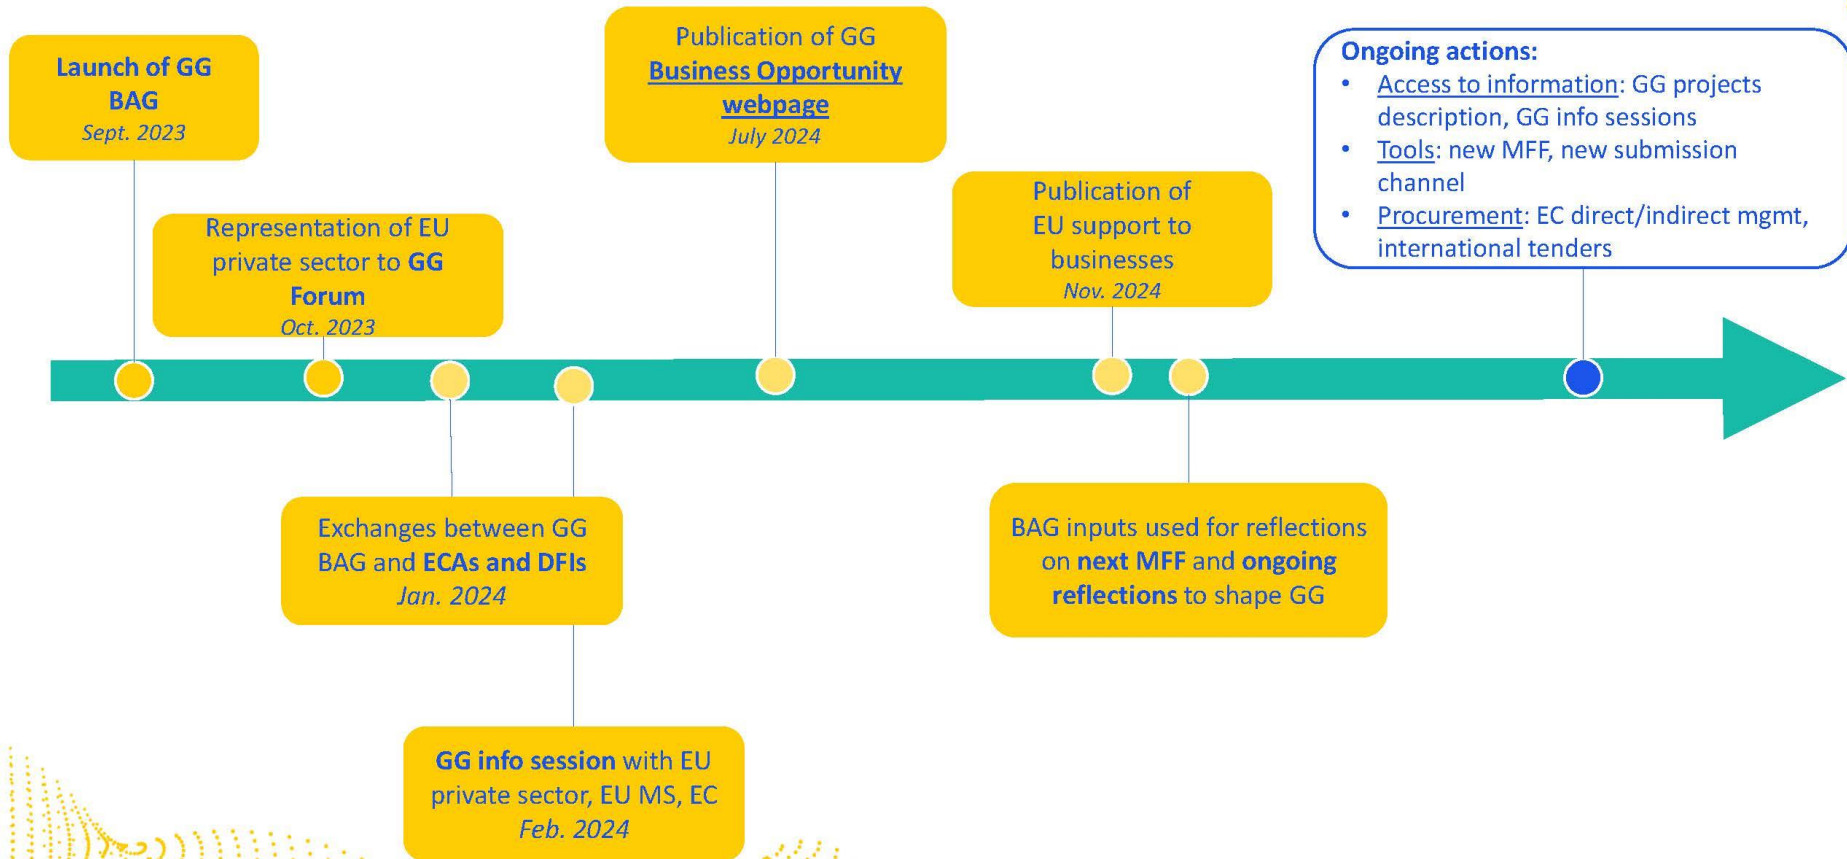 Launch of GG
BAG
Sept. 2023
Representation of EU
private sector to GG
Forum
Oct. 2023
Exchanges between GG
BAG and ECAs and DFIs
Jan. 2024
GG info session with EU
private sector, EU MS, EC
Feb. 2024
Publication of GG
Business Opportunity
webpage
July 2024
Publication of
EU support to
businesses
Nov. 2024
BAG inputs used for reflections
on next MFF and ongoing
reflections to shape GG
Ongoing actions:
• Access to information: GG projects
description, GG info sessions
• Tools: new MFF, new submission
channel
• Procurement: EC direct/indirect mgmt,
international tenders